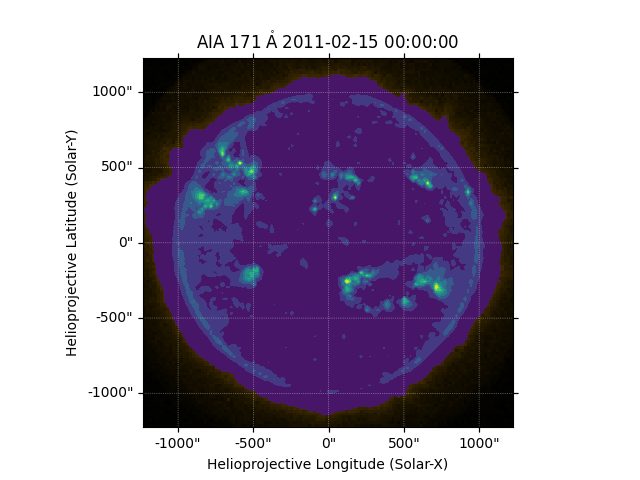 AIA 171 Å 2011-02-15 00:00:00
Helioprojective Latitude (Solar-Y)
1000"
500"
0"
-500"
-1000"
-1000" -500" 0" 500" 1000"
Helioprojective Longitude (Solar-X)